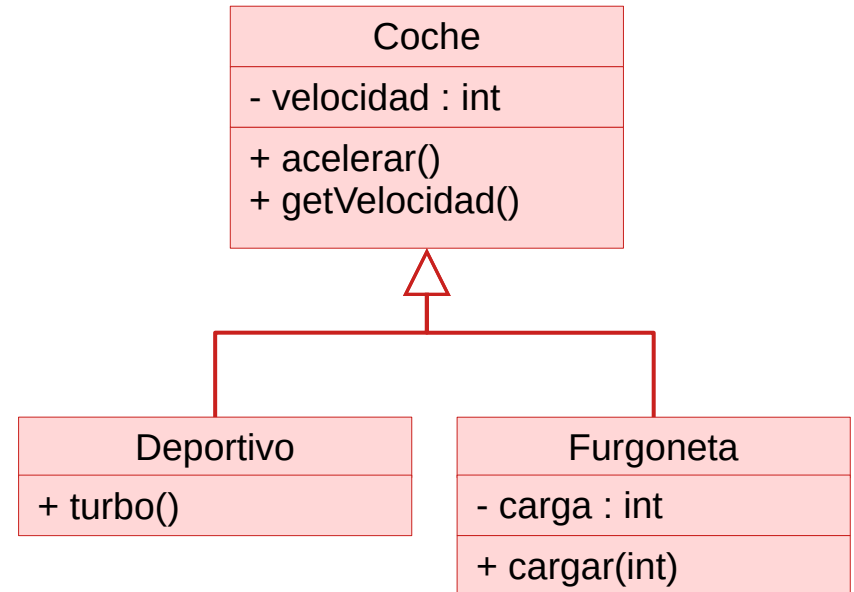 Coche
- velocidad : int
+ acelerar()
+ getVelocidad()
Deportivo
+ turbo()
Furgoneta
- carga : int
+ cargar(int)